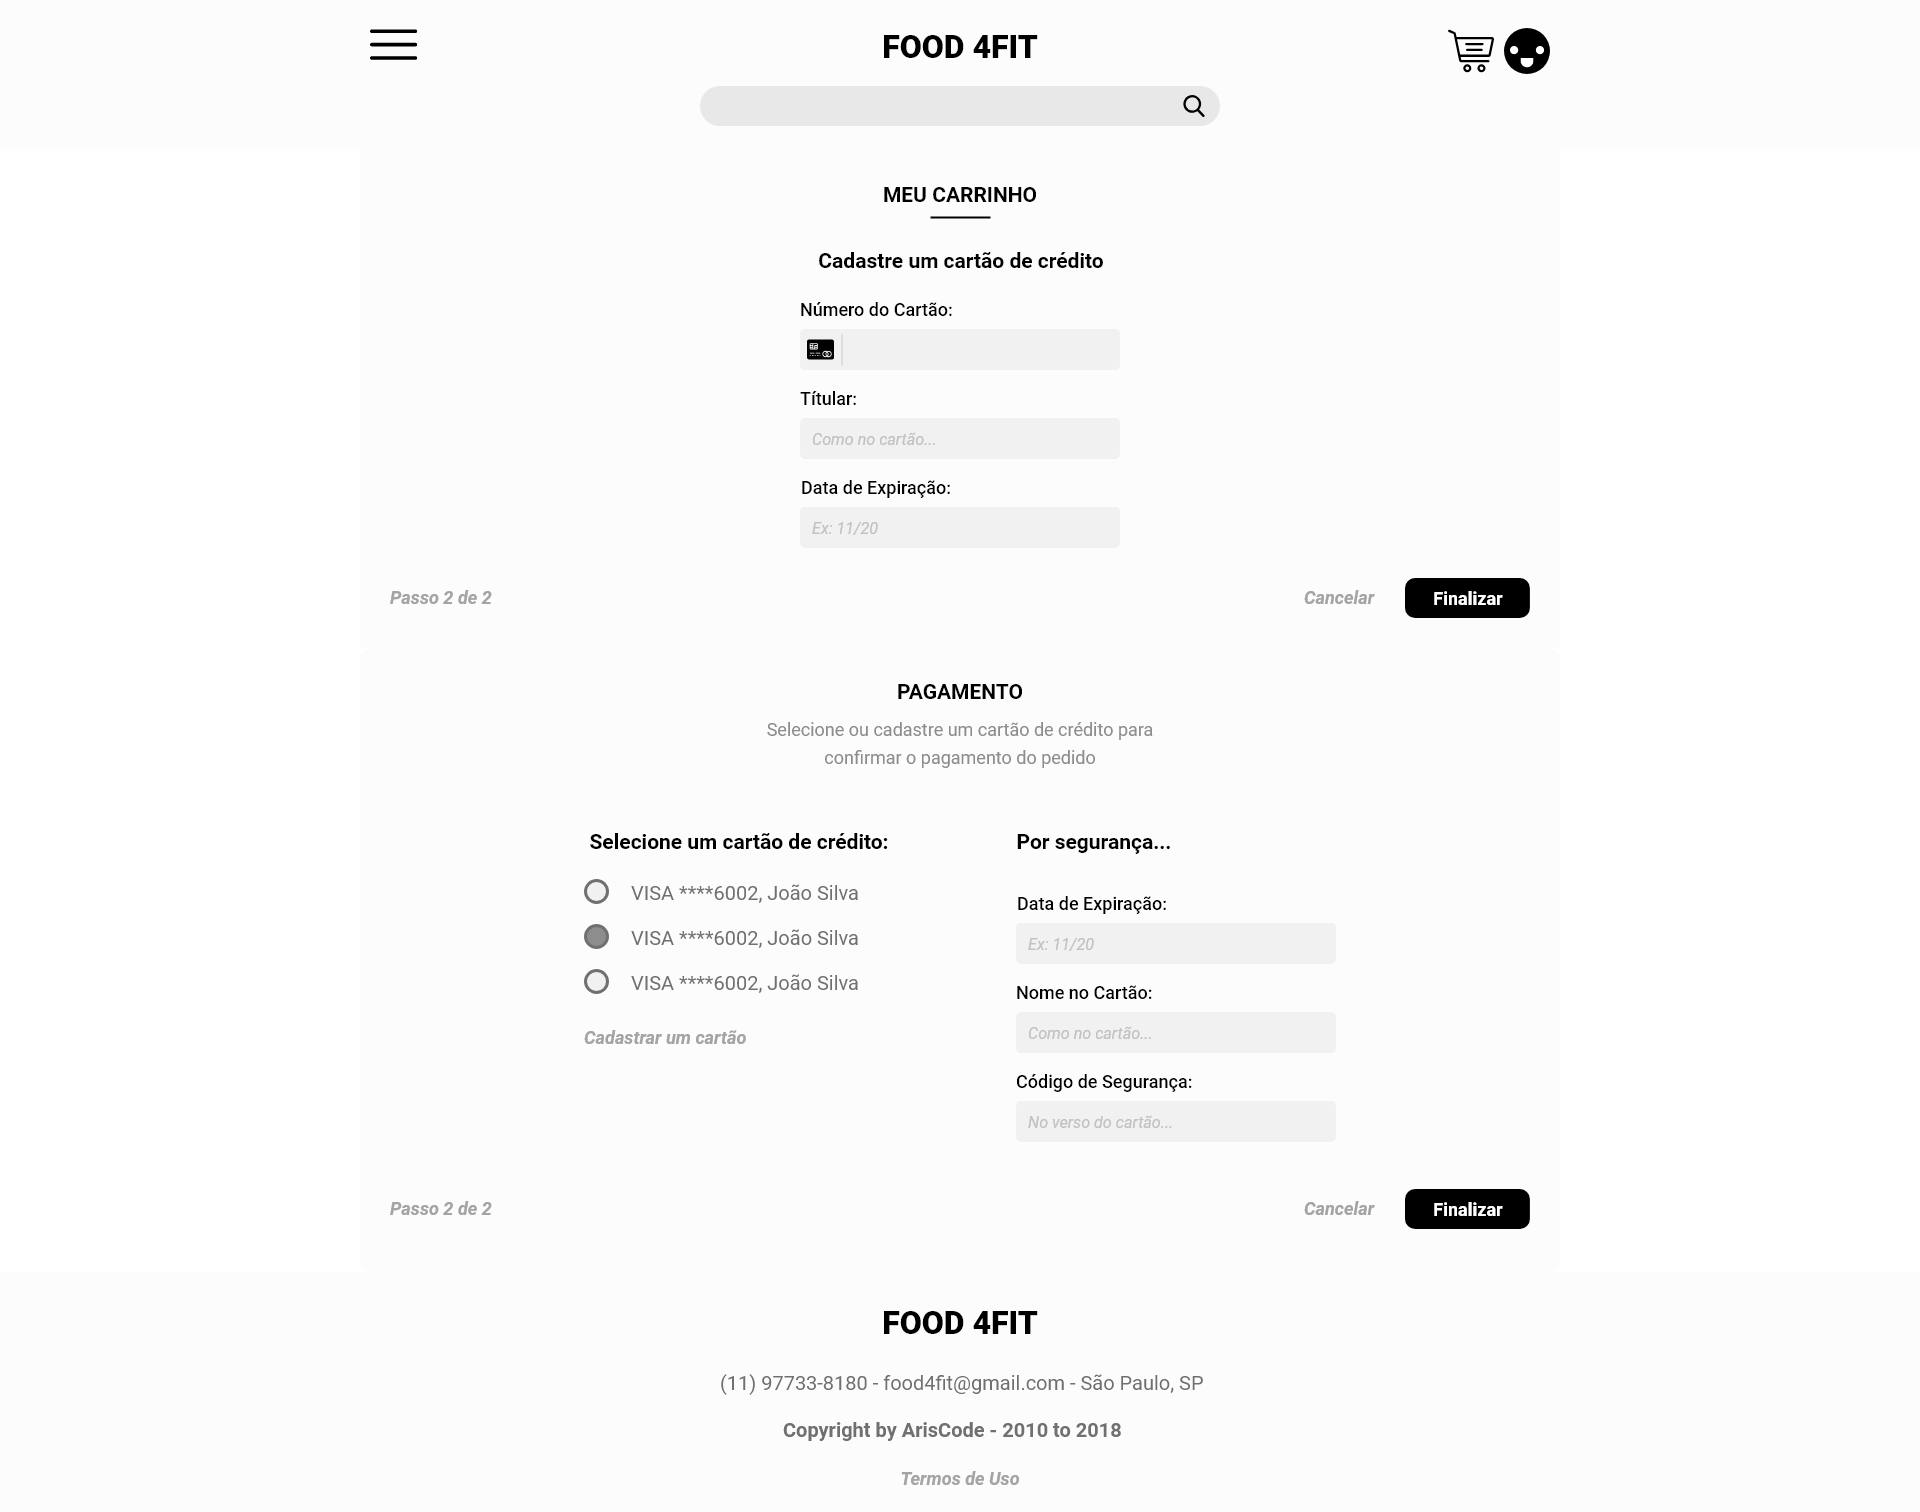 FOOD 4FIT
MEU CARRINHO
Cadastre um cartão de crédito
Número do Cartão:
Títular:
Como no cartão...
Data de Expiração:
Ex: 11/20
Passo 2 de 2
Cancelar
Finalizar
PAGAMENTO
Selecione ou cadastre um cartão de crédito para
confirmar o pagamento do pedido
Selecione um cartão de crédito:
VISA ****6002, João Silva
VISA ****6002, João Silva
VISA ****6002, João Silva
Cadastrar um cartão
Por segurança...
Data de Expiração:
Ex: 11/20
Nome no Cartão:
Como no cartão...
Código de Segurança:
No verso do cartão...
Passo 2 de 2
Cancelar
Finalizar
FOOD 4FIT
(11) 97733-8180 - food4fit@gmail.com - São Paulo, SP
Copyright by ArisCode - 2010 to 2018
Termos de Uso